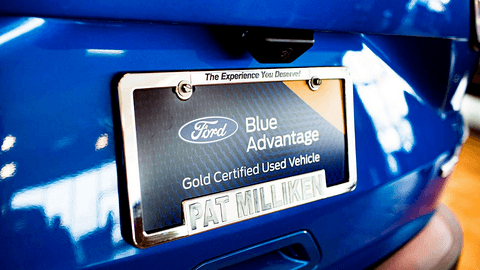 The Experience You Deserve!
Ford
Blue
Advantage
Gold Certified Used Vehicle
PAT MILLIKEN